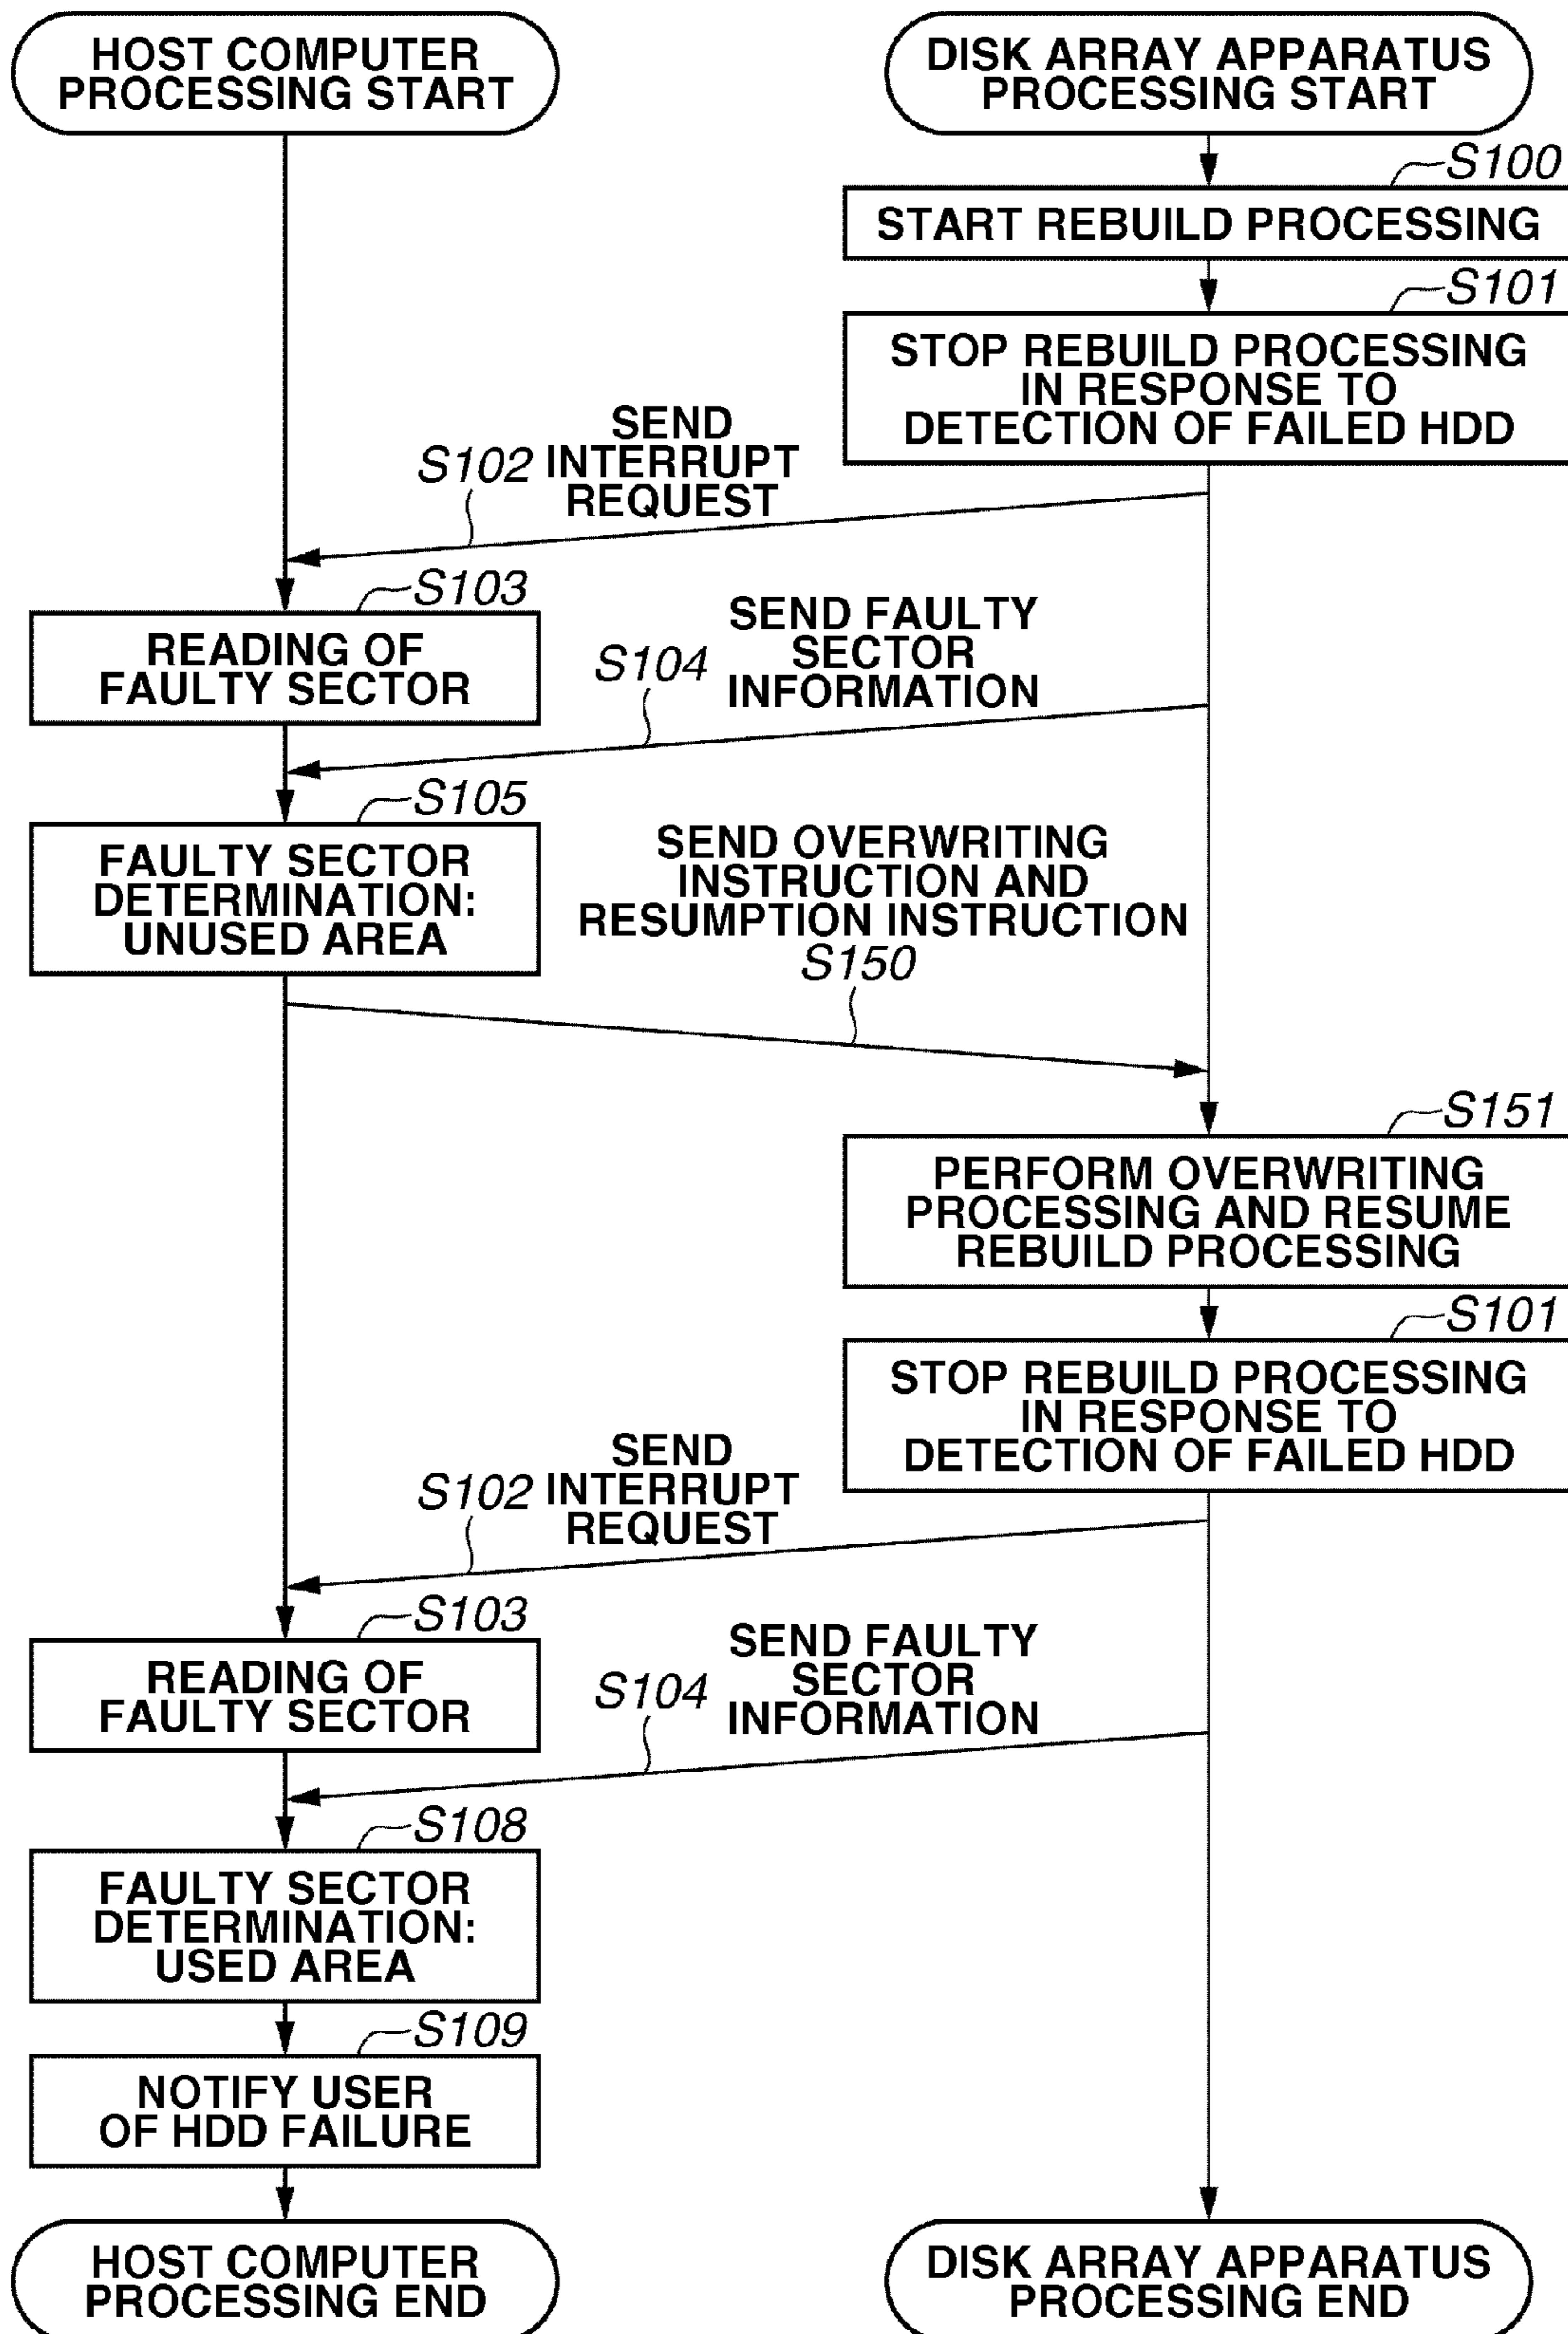 HOST COMPUTER
PROCESSING START
DISK ARRAY APPARATUS
PROCESSING START
S100
START REBUILD PROCESSING
S101
STOP REBUILD PROCESSING
IN RESPONSE TO
DETECTION OF FAILED HDD
SEND
INTERRUPT
REQUEST
S102
S103
READING OF
FAULTY SECTOR
SEND FAULTY
SECTOR
INFORMATION
S104
S105
FAULTY SECTOR
DETERMINATION:
UNUSED AREA
SEND OVERWRITING
INSTRUCTION AND
RESUMPTION INSTRUCTION
S150
S151
PERFORM OVERWRITING
PROCESSING AND RESUME
REBUILD PROCESSING
S101
STOP REBUILD PROCESSING
IN RESPONSE TO
DETECTION OF FAILED HDD
SEND
INTERRUPT
REQUEST
S102
S103
READING OF
FAULTY SECTOR
SEND FAULTY
SECTOR
INFORMATION
S104
S108
FAULTY SECTOR
DETERMINATION:
USED AREA
S109
NOTIFY USER
OF HDD FAILURE
HOST COMPUTER
PROCESSING END
DISK ARRAY APPARATUS
PROCESSING END